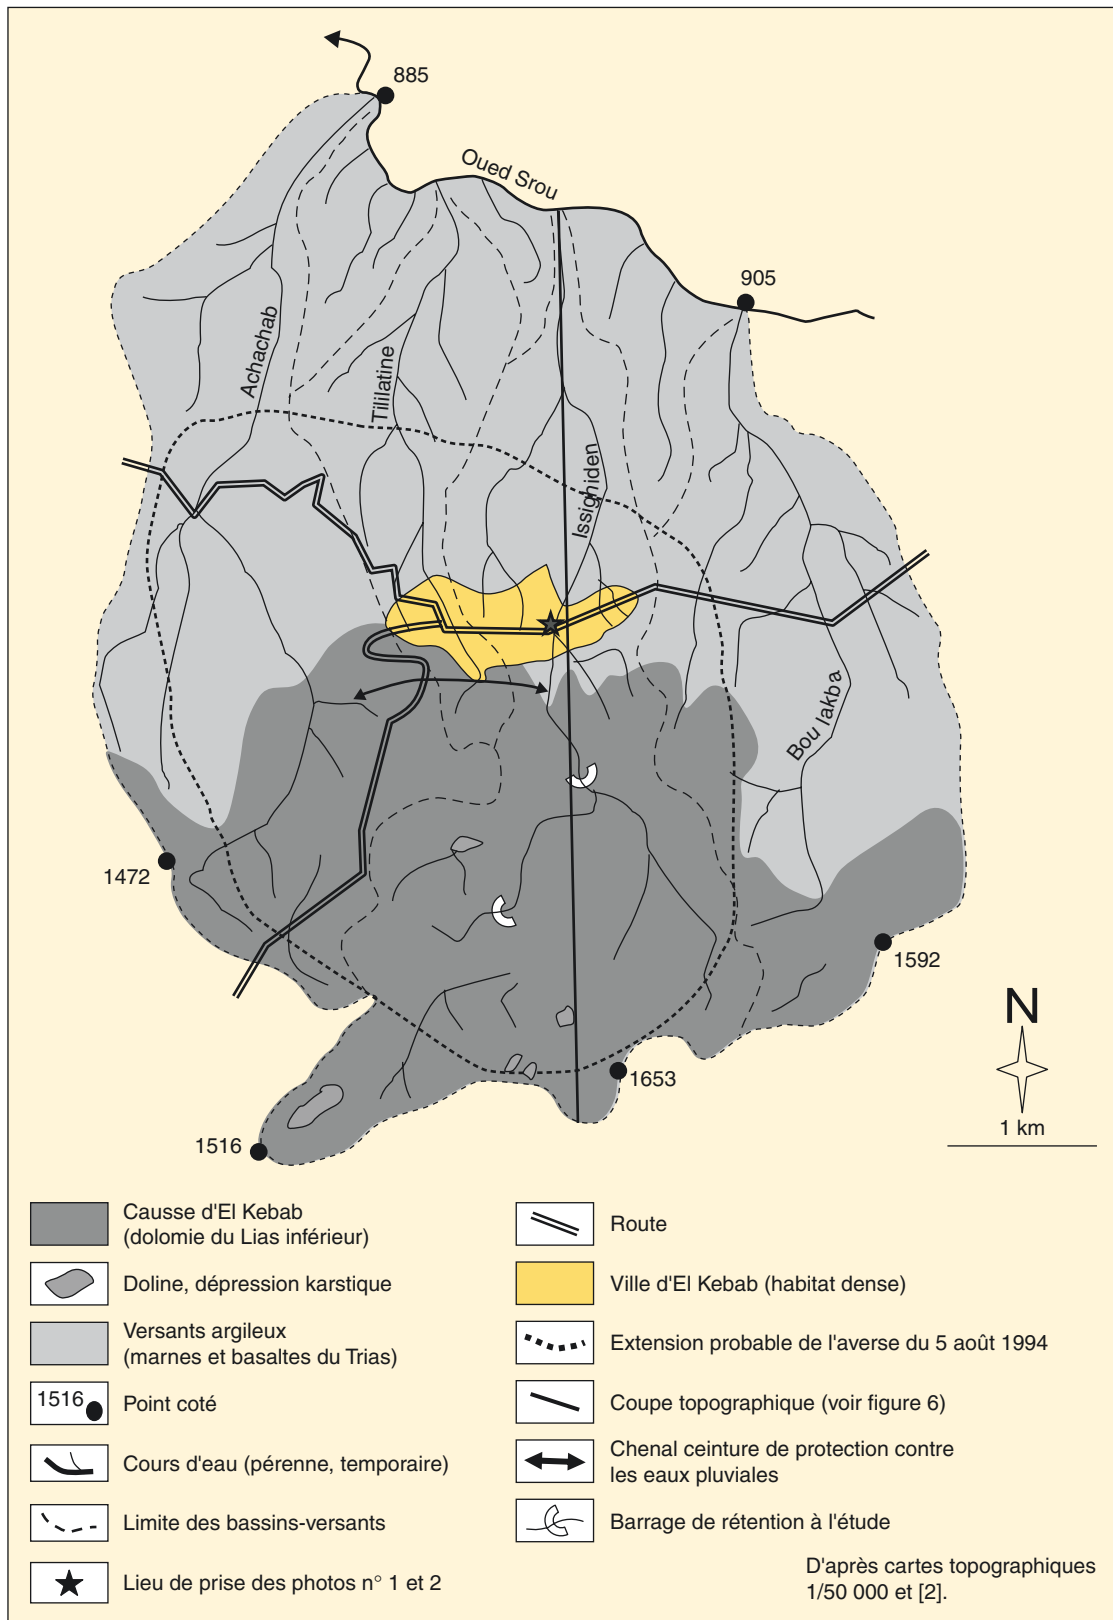 885
Oued Srou
905
Achachab
Tililatine
Issighiden
Bou Iakba
1472
1592
N
1653
1 km
1516
Causse d'El Kebab
(dolomie du Lias inférieur)
Doline, dépression karstique
Versants argileux
(marnes et basaltes du Trias)
1516
Point coté
Cours d'eau (pérenne, temporaire)
Limite des bassins-versants
Lieu de prise des photos n° 1 et 2
Route
Ville d'El Kebab (habitat dense)
Extension probable de l'averse du 5 août 1994
Coupe topographique (voir figure 6)
Chenal ceinture de protection contre
les eaux pluviales
Barrage de rétention à l'étude
D'après cartes topographiques
1/50 000 et [2].